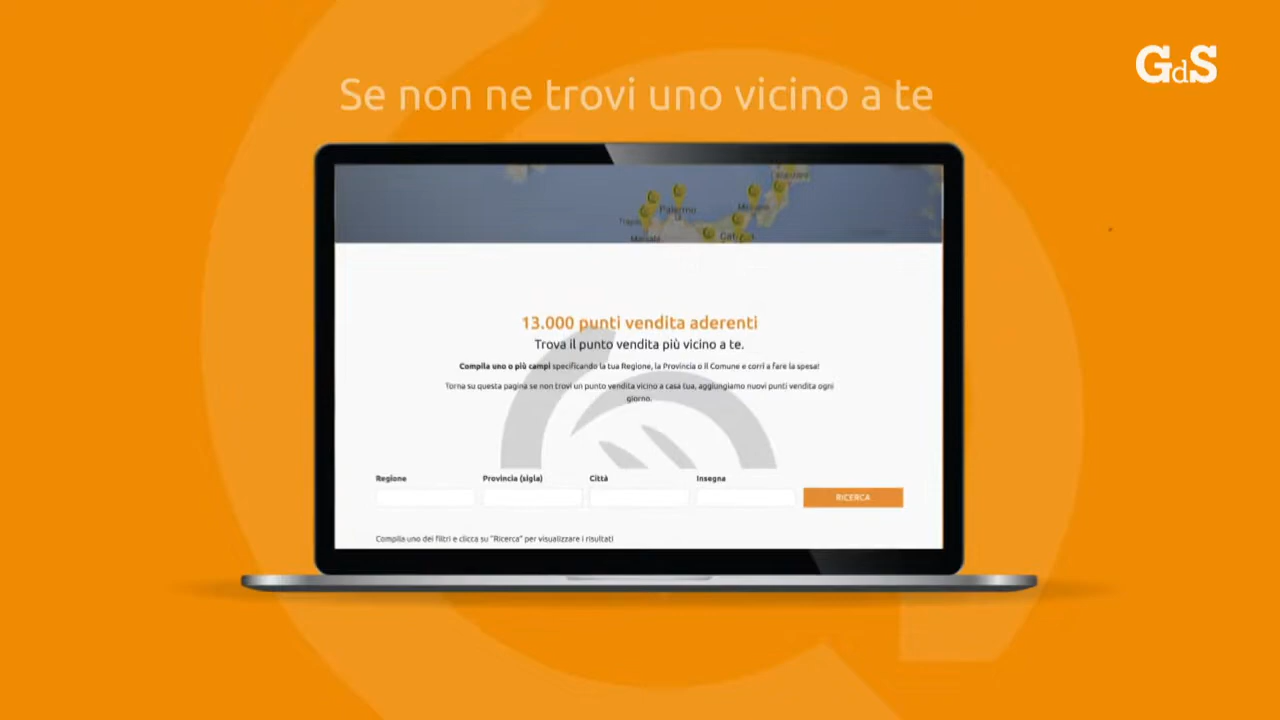 GdS
Se non ne trovi uno vicino a te
Palermo
Trapani
Marsala
13.000 punti vendita aderenti
Trova il punto vendita più vicino a te.
Compila uno o più campi specificando la tua Regione, la Provincia o il Comune e corri a fare la spesa!
Torna su questa pagina se non trovi un punto vendita vicino a casa tua, aggiungiamo nuovi punti vendita ogni
giorno.
Regione Provincia (sigla) Città Insegna RICERCA
Compila uno dei filtri e clicca su "Ricerca" per visualizzare i risultati